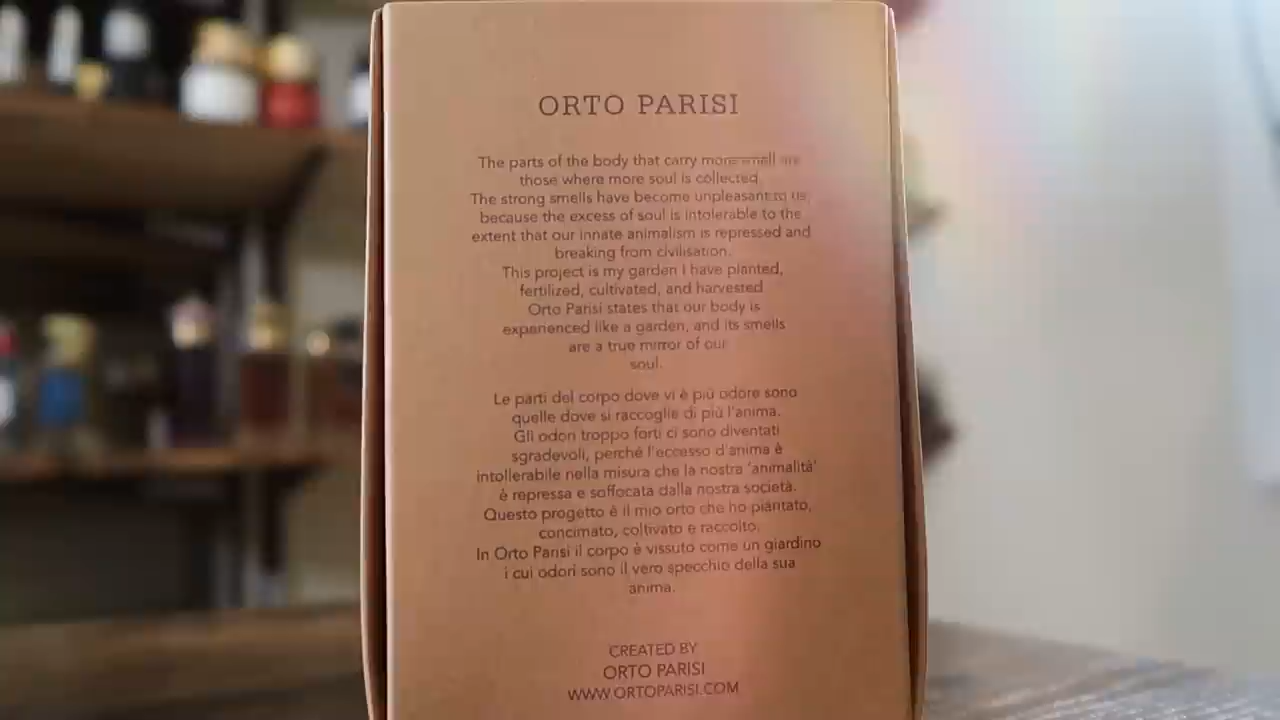 ORTO PARISI
The parts of the body that carry more smell are
those where more soul is collected.
The strong smells have become unpleasant to us,
because the excess of soul is intolerable to the
extent that our innate animalism is repressed and
breaking from civilisation.
This project is my garden I have planted,
fertilized, cultivated, and harvested
Orto Parisi states that our body is
experienced like a garden, and its smells
are a true mirror of our
soul.
Le parti del corpo dove vi è più odore sono
quelle dove si raccoglie di più l'anima.
Gli odori troppo forti ci sono diventati
sgradevoli, perché l'eccesso d'anima è
intollerabile nella misura che la nostra 'animalità'
è repressa e soffocata dalla nostra società.
Questo progetto è il mio orto che ho piantato,
concimato, coltivato e raccolto.
In Orto Parisi il corpo è vissuto come un giardino
i cui odori sono il vero specchio della sua
anima.
CREATED BY
ORTO PARISI
WWW.ORTOPARISI.COM